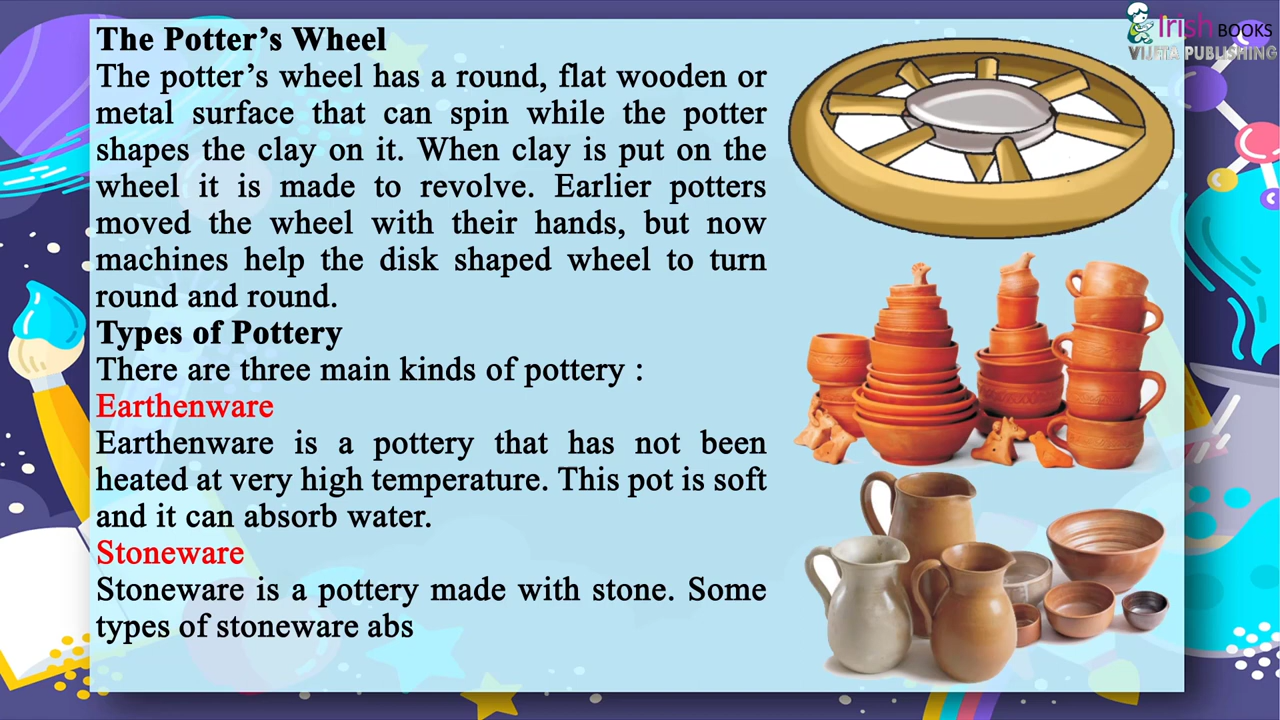 The Potter’s Wheel
The potter’s wheel has a round, flat wooden or
metal surface that can spin while the potter
shapes the clay on it. When clay is put on the
wheel it is made to revolve. Earlier potters
moved the wheel with their hands, but now
machines help the disk shaped wheel to turn
round and round.
Types of Pottery
There are three main kinds of pottery :
Earthenware
Earthenware is a pottery that has not been
heated at very high temperature. This pot is soft
and it can absorb water.
Stoneware
Stoneware is a pottery made with stone. Some
types of stoneware abs
Irish BOOKS
VIJETA PUBLISHING